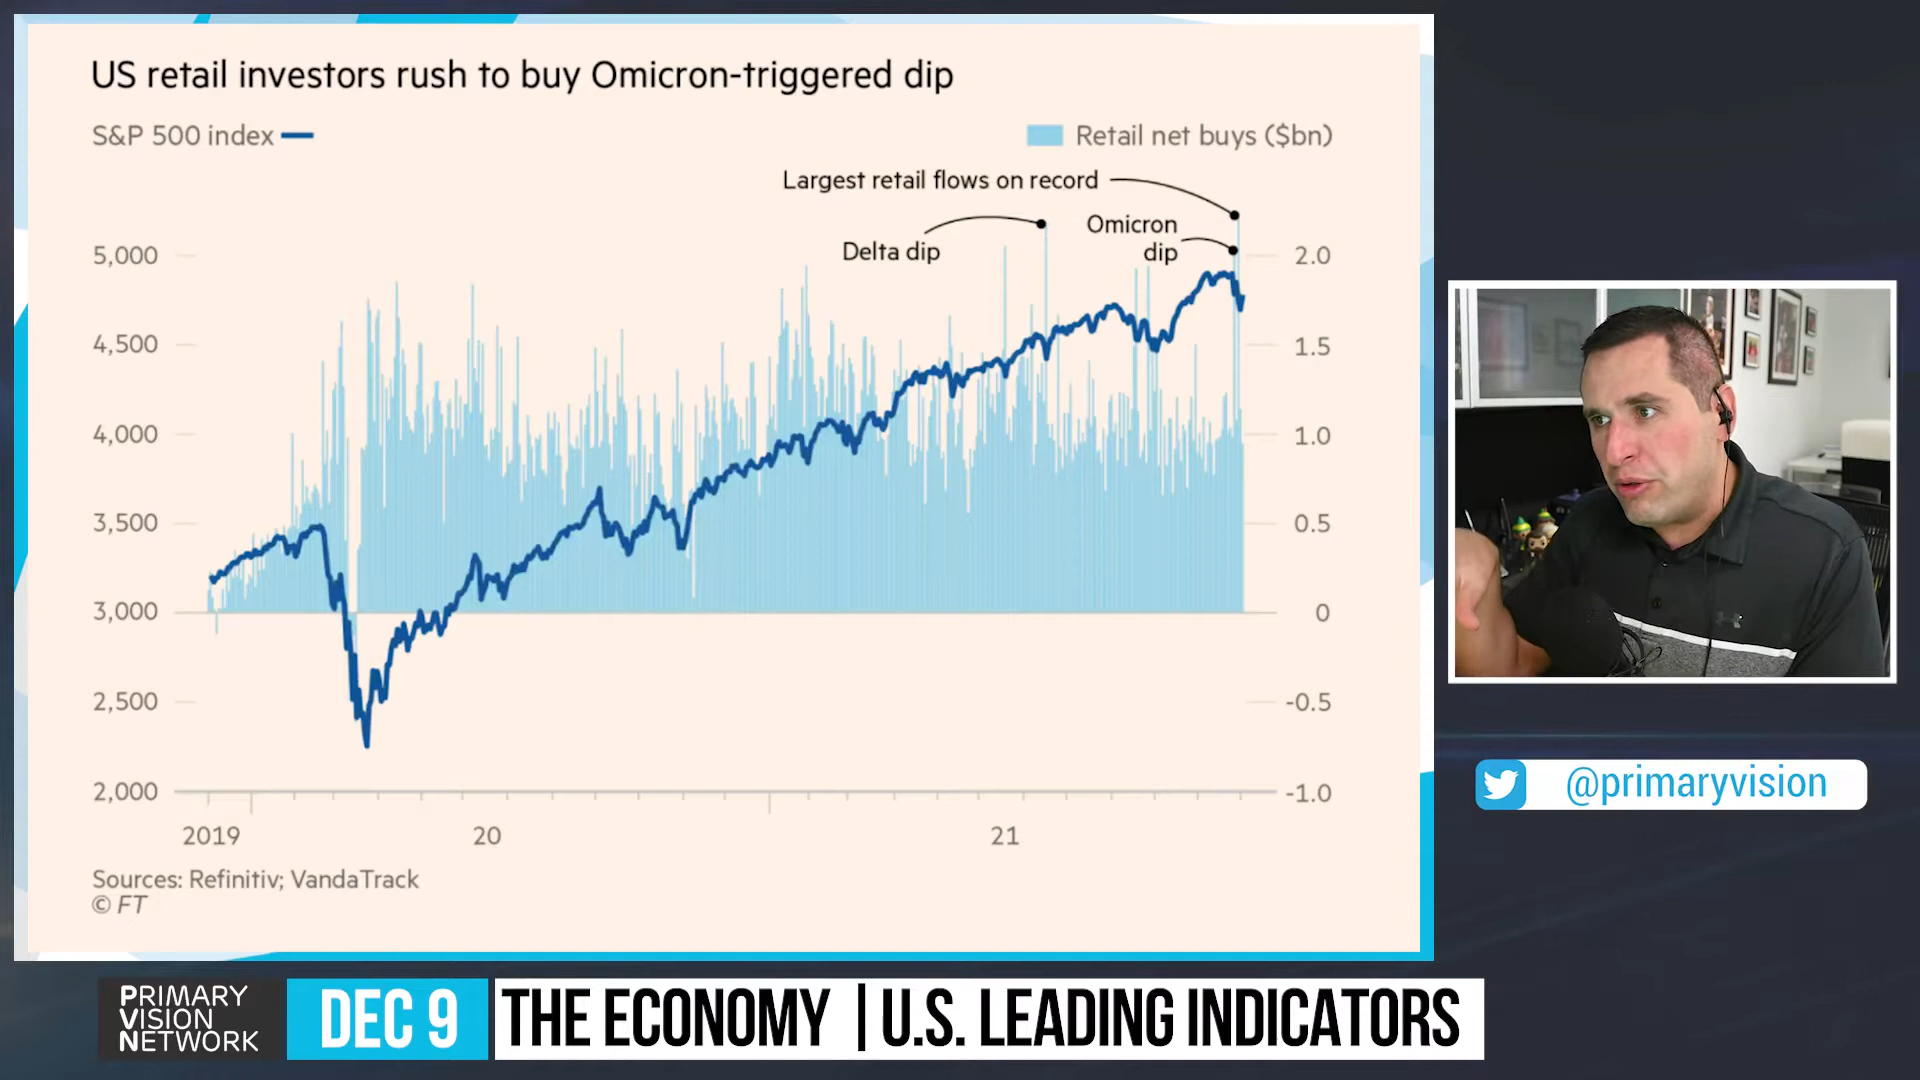 US retail investors rush to buy Omicron-triggered dip
S&P 500 index
Retail net buys ($bn)
Largest retail flows on record
Delta dip
Omicron
dip
5,000
4,500
4,000
3,500
3,000
2,500
2,000
2.0
1.5
1.0
0.5
0
-0.5
-1.0
2019
20
21
Sources: Refinitiv; VandaTrack
© FT
@primaryvision
PRIMARY
VISION
NETWORK
DEC 9
THE ECONOMY | U.S. LEADING INDICATORS